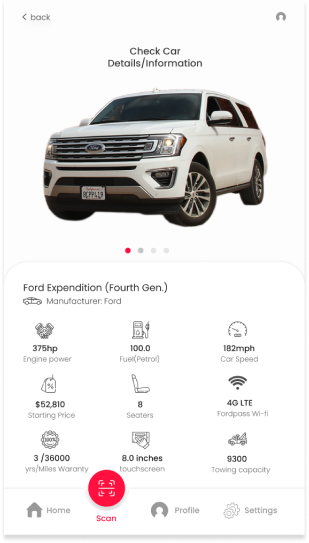 back
Check Car
Details/Information
Ford Expendition (Fourth Gen.)
Manufacturer: Ford
375hp
Engine power
100.0
Fuel(Petrol)
182mph
Car Speed
$52,810
Starting Price
8
Seaters
4G LTE
Fordpass Wi-fi
100%
3 /36000
yrs/Miles Waranty
8.0 inches
touchscreen
9300
Towing capacity
Home
Scan
Profile
Settings